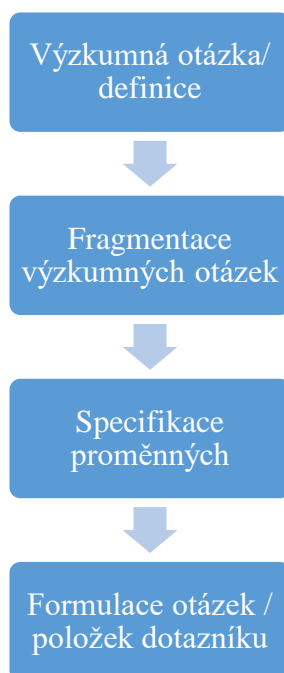 Výzkumná otázka/
definice
Fragmentace
výzkumných otázek
Specifikace
proměnných
Formulace otázek /
položek dotazníku